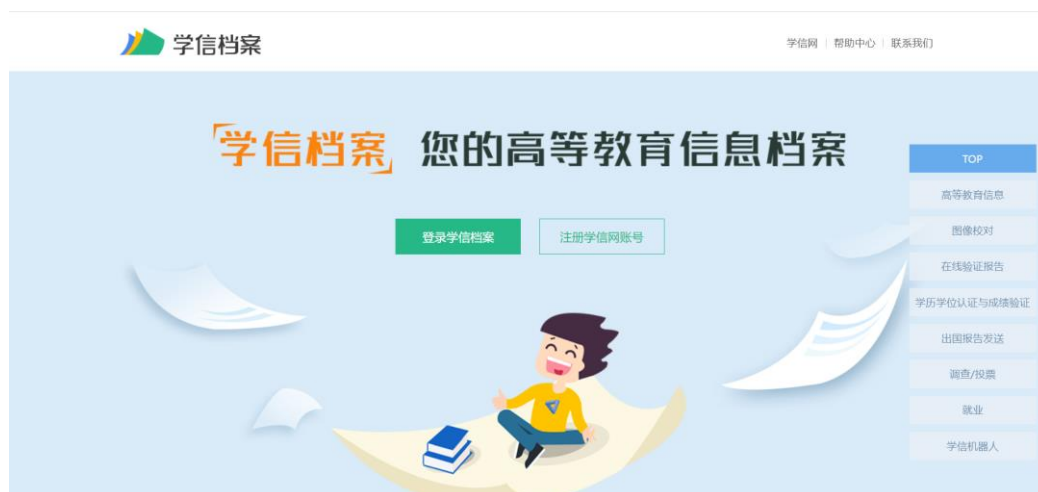 学信档案
学信网 | 帮助中心 | 联系我们
学信档案 您的高等教育信息档案
登录学信档案 注册学信网账号
TOP
高等教育信息
图像校对
在线验证报告
学历学位认证与成绩验证
出国报告发送
调查/投票
就业
学信机器人